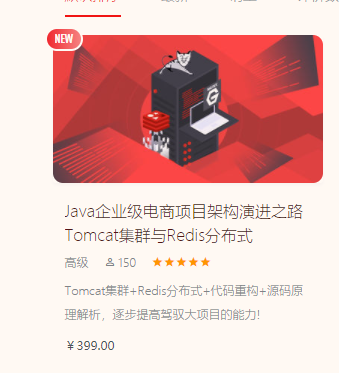 NEW
Java企业级电商项目架构演进之路
Tomcat集群与Redis分布式
高级 150 ★★★★★
Tomcat集群+Redis分布式+代码重构+源码原
理解析，逐步提高驾驭大项目的能力!
￥399.00